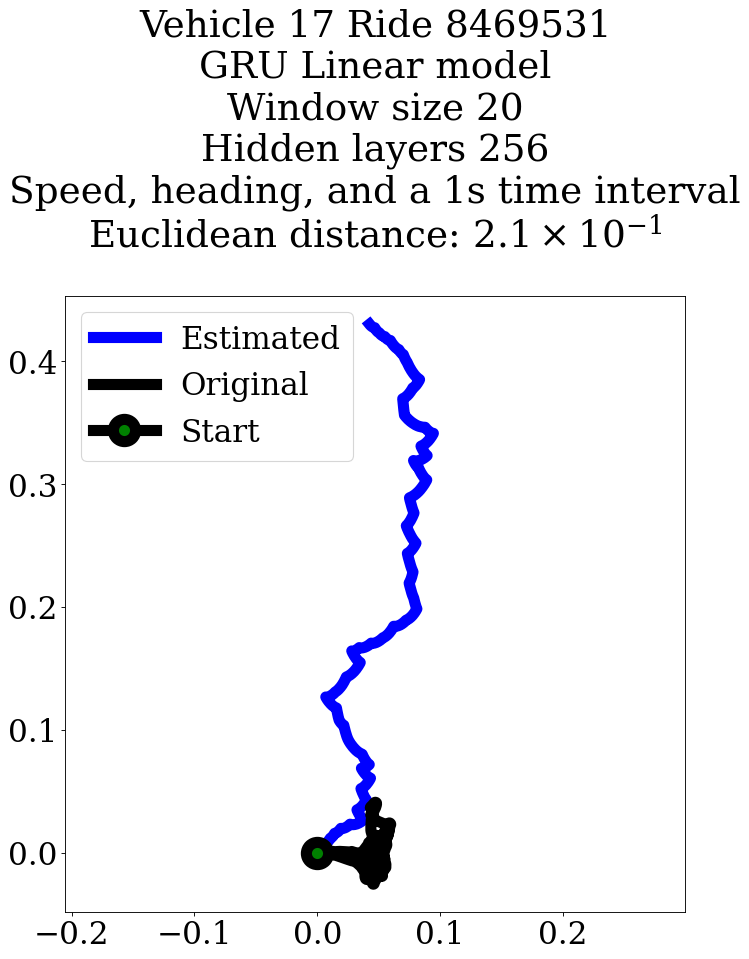 Vehicle 17 Ride 8469531
GRU Linear model
Window size 20
Hidden layers 256
Speed, heading, and a 1s time interval
Euclidean distance: 2.1 × 10⁻¹
Estimated
Original
Start
0.4
0.3
0.2
0.1
0.0
−0.2 −0.1 0.0 0.1 0.2